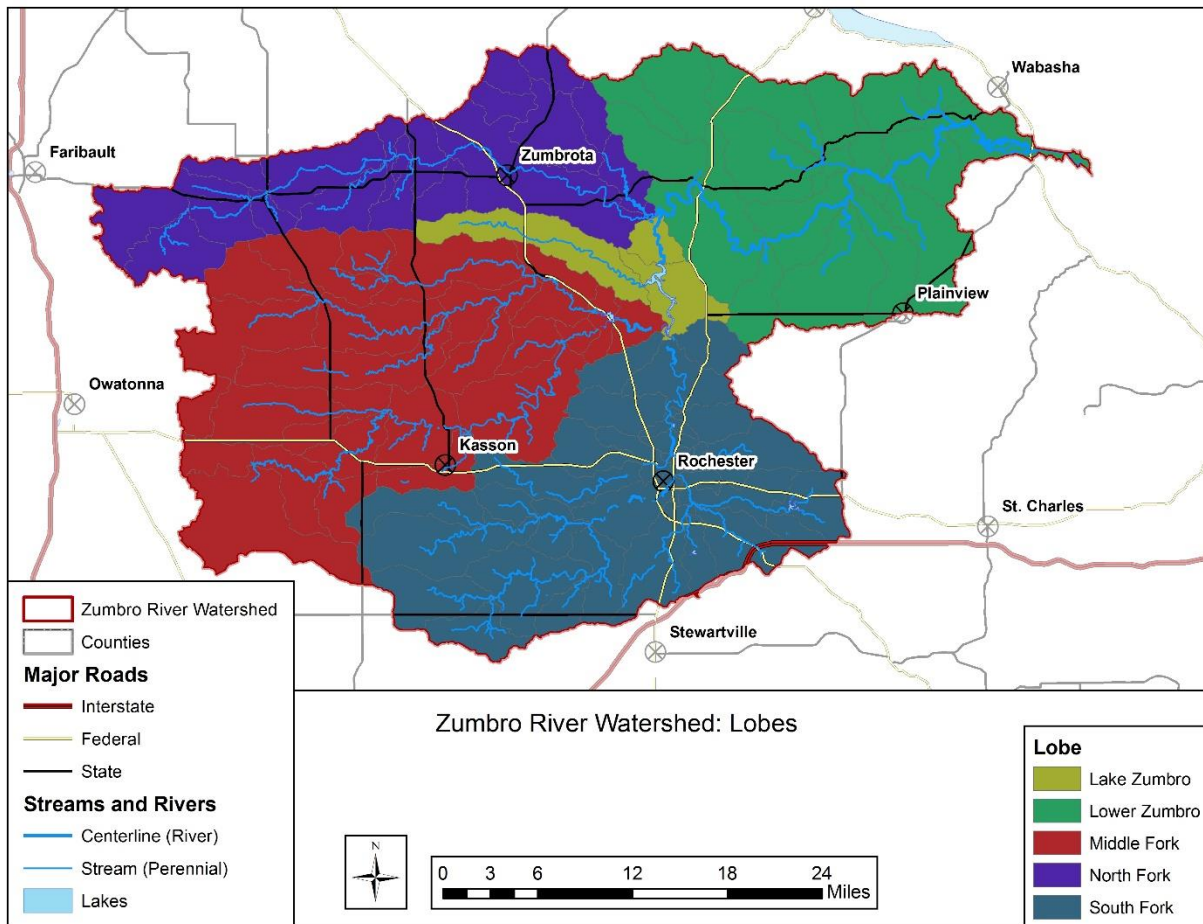 Wabasha
Faribault
Zumbrota
Plainview
Owatonna
Kasson
Rochester
St. Charles
Stewartville
Zumbro River Watershed
Counties
Major Roads
Interstate
Federal
State
Streams and Rivers
Centerline (River)
Stream (Perennial)
Lakes
Zumbro River Watershed: Lobes
0 3 6 12 18 24
Miles
Lobe
Lake Zumbro
Lower Zumbro
Middle Fork
North Fork
South Fork